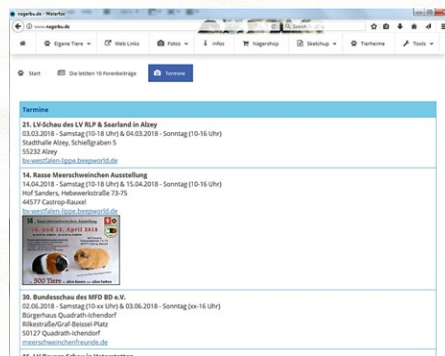 nagerbu.de - Waterfox
www.nagerbu.de
Search
Eigene Tiere
Web Links
Fotos
Infos
Nagershop
Sketchup
Tierheime
Tools
Start
Die letzten 10 Forenbeiträge
Termine
Termine
21. LV-Schau des LV RLP & Saarland in Alzey
03.03.2018 - Samstag (10-18 Uhr) & 04.03.2018 - Sonntag (10-16 Uhr)
Stadthalle Alzey, Schießgraben 5
55232 Alzey
bv-westfalen-lippe.beepworld.de
14. Rasse Meerschweinchen Ausstellung
14.04.2018 - Samstag (10-18 Uhr) & 15.04.2018 - Sonntag (10-16 Uhr)
Hof Sanders, Hebewerkstraße 73-75
44577 Castrop-Rauxel
bv-westfalen-lippe.beepworld.de
14. und 15. April 2018
500 Tiere
30. Bundesschau des MFD BD e.V.
02.06.2018 - Samstag (10-xx Uhr) & 03.06.2018 - Sonntag (xx-16 Uhr)
Bürgerhaus Quadrath-Ichendorf
Rilkestraße/Graf-Beissel-Platz
50127 Quadrath-Ichendorf
meerschweinchenfreunde.de